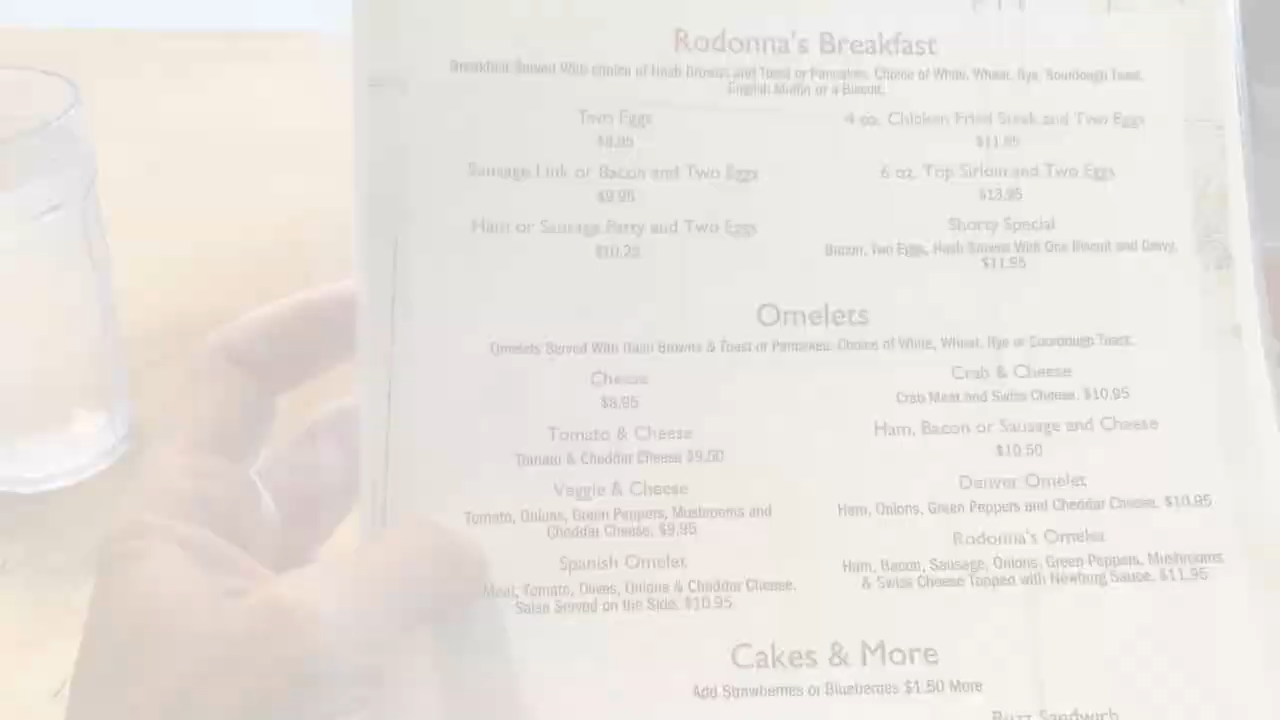 Rodonna's Breakfast
Breakfast Served With choice of Hash Browns and Toast or Pancakes. Choice of White, Wheat, Rye, Sourdough Toast,
English Muffin or a Biscuit.
Two Eggs
Sausage Link or Bacon and Two Eggs
$9.95
Ham or Sausage Patty and Two Eggs
$10.25
4 oz. Chicken Fried Steak and Two Eggs
$11.95
6 oz. Top Sirloin and Two Eggs
$13.95
Shorty Special
Bacon, Two Eggs, Hash Browns With One Biscuit and Gravy.
$11.95
Omelets
Omelets Served With Hash Browns & Toast or Pancakes. Choice of White, Wheat, Rye or Sourdough Toast.
Cheese
$8.95
Tomato & Cheese
Tomato & Cheddar Cheese $9.50
Veggie & Cheese
Tomato, Onions, Green Peppers, Mushrooms and
Cheddar Cheese. $9.95
Spanish Omelet
Meat, Tomato, Olives, Onions & Cheddar Cheese.
Salsa Served on the Side. $10.95
Crab & Cheese
Crab Meat and Swiss Cheese. $10.95
Ham, Bacon or Sausage and Cheese
$10.50
Denver Omelet
Ham, Onions, Green Peppers and Cheddar Cheese. $10.95
Rodonna's Omelet
Ham, Bacon, Sausage, Onions, Green Peppers, Mushrooms
& Swiss Cheese Topped with Newburg Sauce. $11.95
Cakes & More
Add Strawberries or Blueberries $1.50 More
Buzz Sandwich